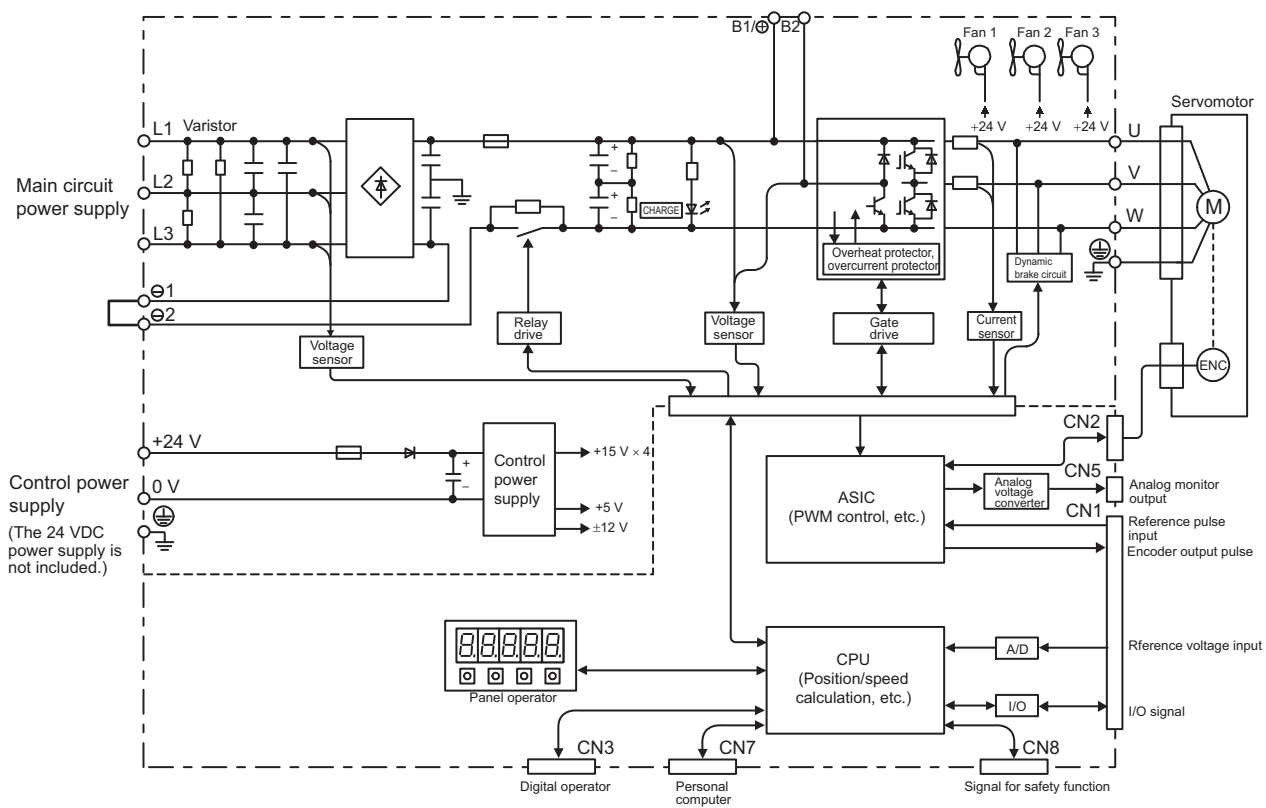 B1/⊕ B2
Fan 1 Fan 2 Fan 3
+24 V +24 V +24 V
Servomotor
L1
Varistor
U
L2
V
Main circuit
power supply
W
M
L3
CHARGE
+
–
+
–
Overheat protector,
overcurrent protector
Dynamic
brake circuit
⊖1
⊖2
Relay
drive
Voltage
sensor
Gate
drive
Current
sensor
Voltage
sensor
ENC
CN2
+24 V
+
–
Control
power
supply
+15 V × 4
+5 V
±12 V
Control power
supply
0 V
(The 24 VDC
power supply is
not included.)
ASIC
(PWM control, etc.)
Analog
voltage
converter
CN5
Analog monitor
output
CN1
Reference pulse
input
Encoder output pulse
8.8.8.8.8.
Panel operator
CPU
(Position/speed
calculation, etc.)
A/D
Rference voltage input
I/O
I/O signal
CN3
CN7
CN8
Digital operator
Personal
computer
Signal for safety function